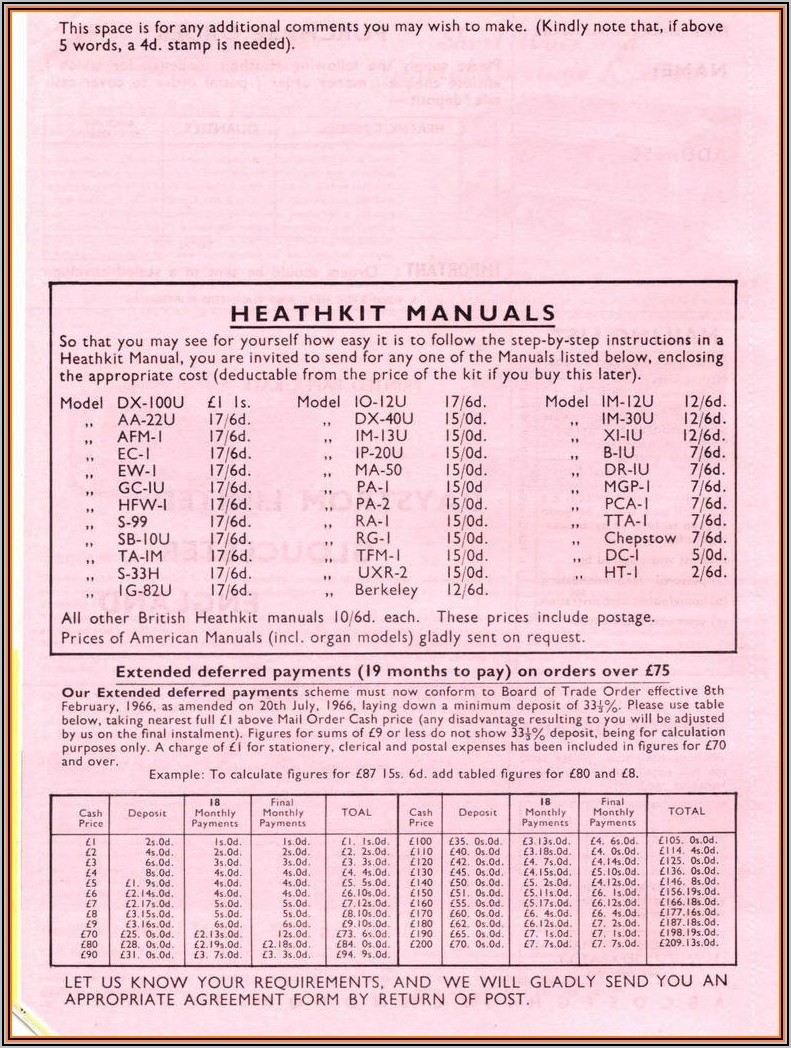 This space is for any additional comments you may wish to make. (Kindly note that, if above
5 words, a 4d. stamp is needed).
HEATHKIT MANUALS
So that you may see for yourself how easy it is to follow the step-by-step instructions in a
Heathkit Manual, you are invited to send for any one of the Manuals listed below, enclosing
the appropriate cost (deductable from the price of the kit if you buy this later).
Model DX-100U £1 1s. Model IO-12U 17/6d. Model IM-12U 12/6d.
,, AA-22U 17/6d. ,, DX-40U 15/0d. ,, IM-30U 12/6d.
,, AFM-1 17/6d. ,, IM-13U 15/0d. ,, XI-IU 12/6d.
,, EC-1 17/6d. ,, IP-20U 15/0d. ,, B-IU 7/6d.
,, EW-1 17/6d. ,, MA-50 15/0d. ,, DR-IU 7/6d.
,, GC-IU 17/6d. ,, PA-1 15/0d ,, MGP-1 7/6d.
,, HFW-1 17/6d. ,, PA-2 15/0d. ,, PCA-1 7/6d.
,, S-99 17/6d. ,, RA-1 15/0d. ,, TTA-1 7/6d.
,, SB-10U 17/6d. ,, RG-1 15/0d. ,, Chepstow 7/6d.
,, TA-IM 17/6d. ,, TFM-1 15/0d. ,, DC-1 5/0d.
,, S-33H 17/6d. ,, UXR-2 15/0d. ,, HT-1 2/6d.
,, IG-82U 17/6d. ,, Berkeley 12/6d.
All other British Heathkit manuals 10/6d. each. These prices include postage.
Prices of American Manuals (incl. organ models) gladly sent on request.
Extended deferred payments (19 months to pay) on orders over £75
Our Extended deferred payments scheme must now conform to Board of Trade Order effective 8th
February, 1966, as amended on 20th July, 1966, laying down a minimum deposit of 33⅓%. Please use table
below, taking nearest full £1 above Mail Order Cash price (any disadvantage resulting to you will be adjusted
by us on the final instalment). Figures for sums of £9 or less do not show 33⅓% deposit, being for calculation
purposes only. A charge of £1 for stationery, clerical and postal expenses has been included in figures for £70
and over.
Example: To calculate figures for £87 15s. 6d. add tabled figures for £80 and £8.
Cash Price Deposit 18 Monthly Payments Final Monthly Payments TOAL Cash Price Deposit 18 Monthly Payments Final Monthly Payments TOTAL
£1 2s.0d. 1s.0d. 1s.0d. £1. 1s.0d. £100 £35. 0s.0d. £3.13s.0d. £4. 6s.0d. £105. 0s.0d.
£2 4s.0d. 2s.0d. 2s.0d. £2. 2s.0d. £110 £40. 0s.0d £3.18s.0d. £4. 0s.0d. £114. 4s.0d.
£3 6s.0d. 3s.0d. 3s.0d. £3. 3s.0d. £120 £42. 0s.0d. £4. 7s.0d. £4.14s.0d. £125. 0s.0d.
£4 8s.0d. 4s.0d. 4s.0d. £4. 4s.0d. £130 £45. 0s.0d. £4.15s.0d. £5.10s.0d. £136. 0s.0d.
£5 £1. 9s.0d. 4s.0d. 4s.0d. £5. 5s.0d. £140 £50. 0s.0d. £5. 2s.0d. £4.12s.0d. £146. 8s.0d.
£6 £2.14s.0d. 4s.0d. 4s.0d. £6.10s.0d. £150 £51. 0s.0d. £5.11s.0d. £6. 1s.0d. £156.19s.0d.
£7 £2.17s.0d. 5s.0d. 5s.0d. £7.12s.0d. £160 £55. 0s.0d. £5.17s.0d. £6.12s.0d. £166.18s.0d.
£8 £3.15s.0d. 5s.0d. 5s.0d. £8.10s.0d. £170 £60. 0s.0d. £6. 4s.0d. £6. 4s.0d. £177.16s.0d.
£9 £3.16s.0d. 6s.0d. 6s.0d. £9.10s.0d. £180 £62. 0s.0d. £6.12s.0d. £7. 2s.0d. £187.18s.0d.
£70 £25. 0s.0d. £2.13s.0d. 12s.0d. £73. 6s.0d. £190 £65. 0s.0d. £7. 1s.0d. £7. 1s.0d. £198.19s.0d.
£80 £28. 0s.0d. £2.19s.0d. £2.18s.0d. £84. 0s.0d. £200 £70. 0s.0d. £7. 7s.0d. £7. 7s.0d. £209.13s.0d.
£90 £31. 0s.0d. £3. 7s.0d. £3. 3s.0d. £94. 9s.0d.
LET US KNOW YOUR REQUIREMENTS, AND WE WILL GLADLY SEND YOU AN
APPROPRIATE AGREEMENT FORM BY RETURN OF POST.